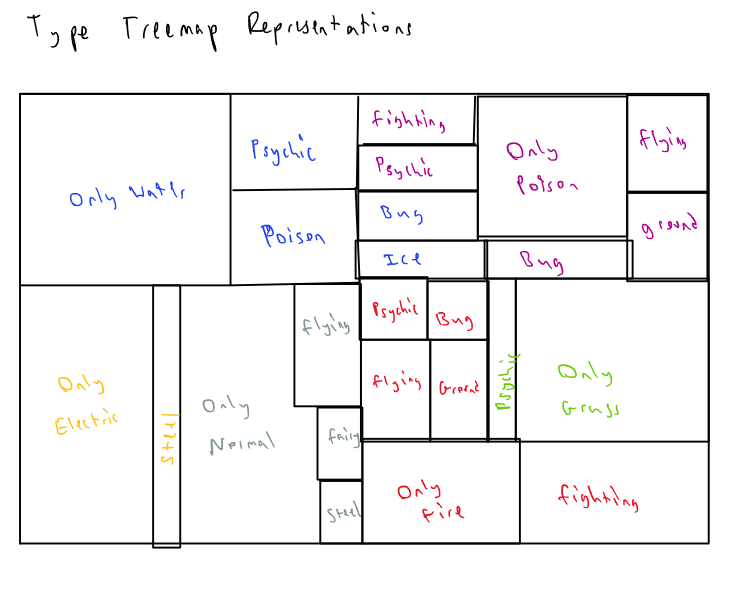 Type Treemap Representations
Only Water
Psychic
Poison
Fighting
Psychic
Bug
Ice
Only
Poison
Flying
ground
Bug
Only
Electric
Steel
Only
Normal
Flying
Fairy
Steel
Psychic
Bug
Flying
Ground
Only
Fire
Fighting
Psychic
Only
Grass